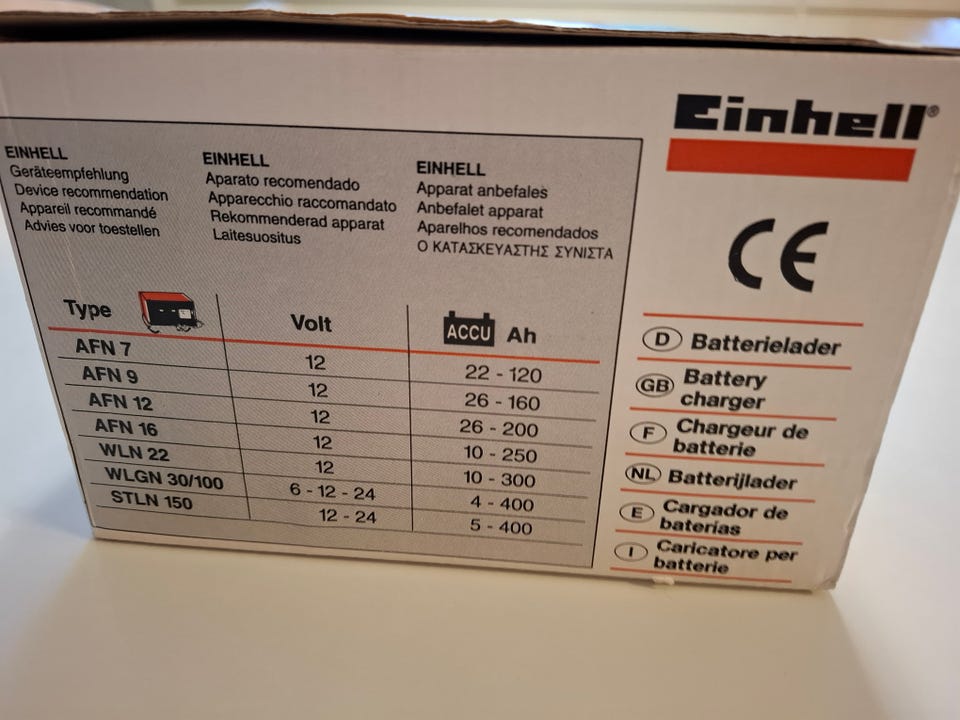 Einhell®
CE
EINHELL
Geräteempfehlung
Device recommendation
Appareil recommandé
Advies voor toestellen
EINHELL
Aparato recomendado
Apparecchio raccomandato
Rekommenderad apparat
Laitesuositus
EINHELL
Apparat anbefales
Anbefalet apparat
Aparelhos recomendados
Ο ΚΑΤΑΣΚΕΥΑΣΤΗΣ ΣΥΝΙΣΤΑ
Type Volt ACCU Ah
AFN 7 12 22 - 120
AFN 9 12 26 - 160
AFN 12 12 26 - 200
AFN 16 12 10 - 250
WLN 22 12 10 - 300
WLGN 30/100 6 - 12 - 24 4 - 400
STLN 150 12 - 24 5 - 400
D Batterielader
GB Battery
charger
F Chargeur de
batterie
NL Batterijlader
E Cargador de
baterías
I Caricatore per
batterie